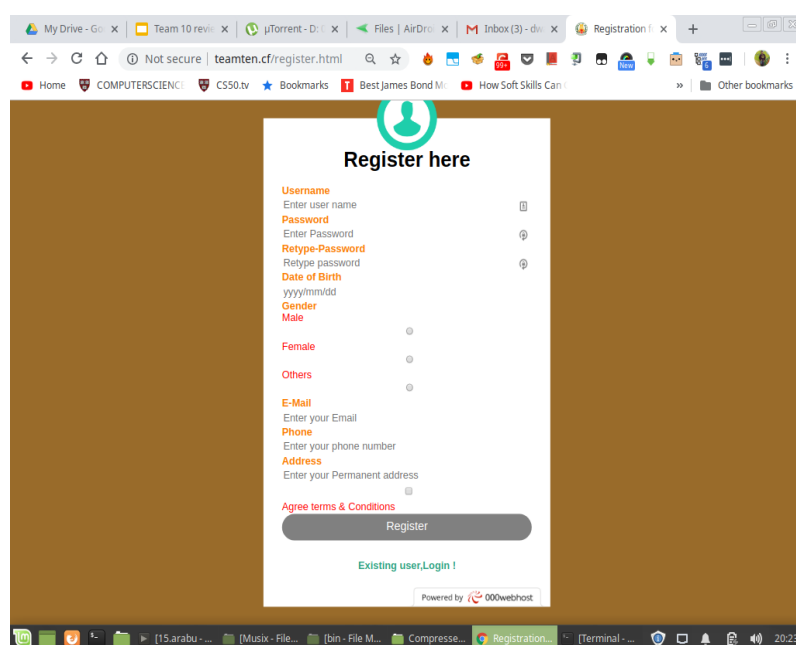 My Drive - Go
Team 10 revie
µTorrent - D:
Files | AirDro
Inbox (3) - dw
Registration f
Not secure | teamten.cf/register.html
99+
New
6
Home
COMPUTERSCIENCE
CS50.tv
Bookmarks
Best James Bond Mo
How Soft Skills Can
»
Other bookmarks
Register here
Username
Enter user name
Password
Enter Password
Retype-Password
Retype password
Date of Birth
yyyy/mm/dd
Gender
Male
Female
Others
E-Mail
Enter your Email
Phone
Enter your phone number
Address
Enter your Permanent address
Agree terms & Conditions
Register
Existing user,Login !
Powered by 000webhost
[15.arabu - ...
[Musix - File...
[bin - File M...
Compresse...
Registration...
[Terminal - ...
20:23